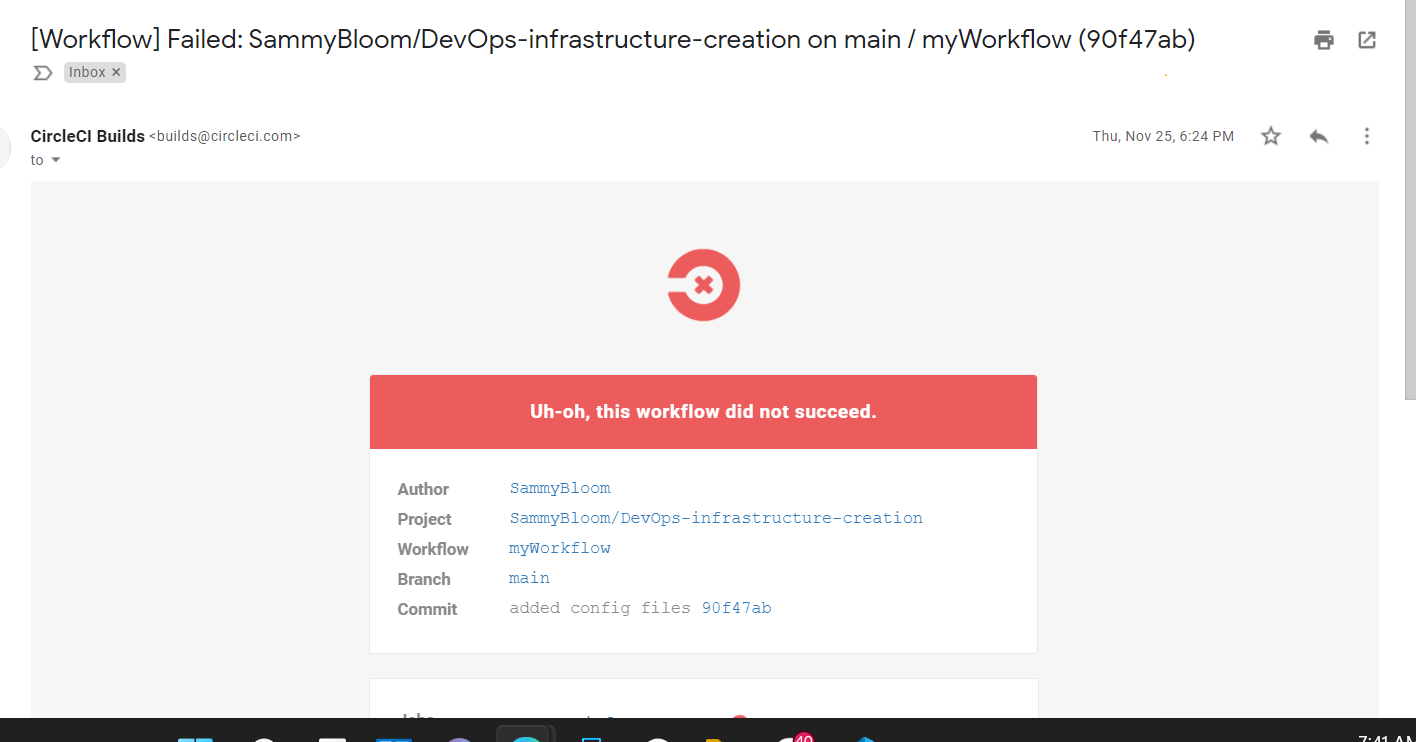 [Workflow] Failed: SammyBloom/DevOps-infrastructure-creation on main / myWorkflow (90f47ab)
Inbox ×
CircleCI Builds <builds@circleci.com>
Thu, Nov 25, 6:24 PM
to
Uh-oh, this workflow did not succeed.
Author SammyBloom
Project SammyBloom/DevOps-infrastructure-creation
Workflow myWorkflow
Branch main
Commit added config files 90f47ab
40
7:41 AM